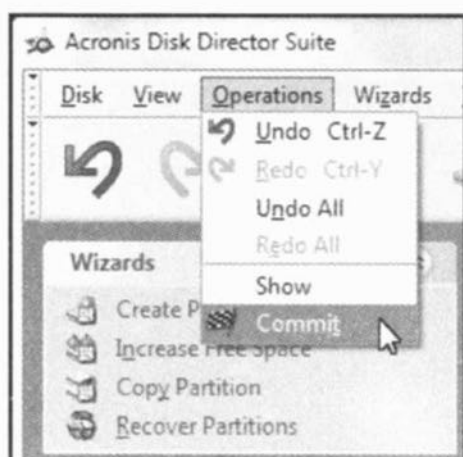 Acronis Disk Director Suite
Disk View Operations Wizards
Undo Ctrl-Z
Redo Ctrl-Y
Undo All
Redo All
Show
Commit
Wizards
Create P
Increase Free Space
Copy Partition
Recover Partitions